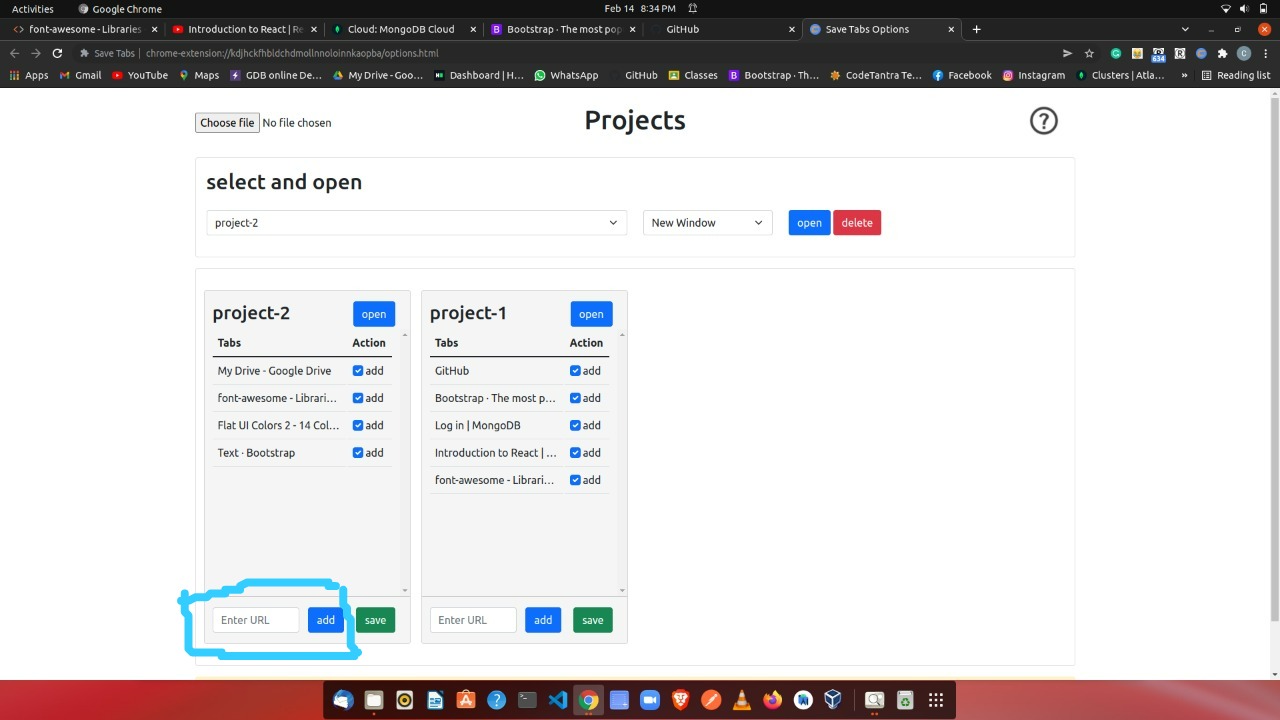 Activities Google Chrome Feb 14 8:34 PM
font-awesome - Libraries Introduction to React | Re Cloud: MongoDB Cloud Bootstrap · The most pop GitHub Save Tabs Options
Save Tabs | chrome-extension://kdjhckfhbldchdmollnnoloinnkaopba/options.html 634
Apps Gmail YouTube Maps GDB online De... My Drive - Goo... Dashboard | H... WhatsApp GitHub Classes Bootstrap · Th... CodeTantra Te... Facebook Instagram Clusters | Atla... » Reading list
Choose file No file chosen Projects
select and open
project-2 New Window open delete
project-2 open project-1 open
Tabs Action Tabs Action
My Drive - Google Drive add GitHub add
font-awesome - Librari... add Bootstrap · The most p... add
Flat UI Colors 2 - 14 Col... add Log in | MongoDB add
Text · Bootstrap add Introduction to React | ... add
font-awesome - Librari... add
Enter URL add save Enter URL add save